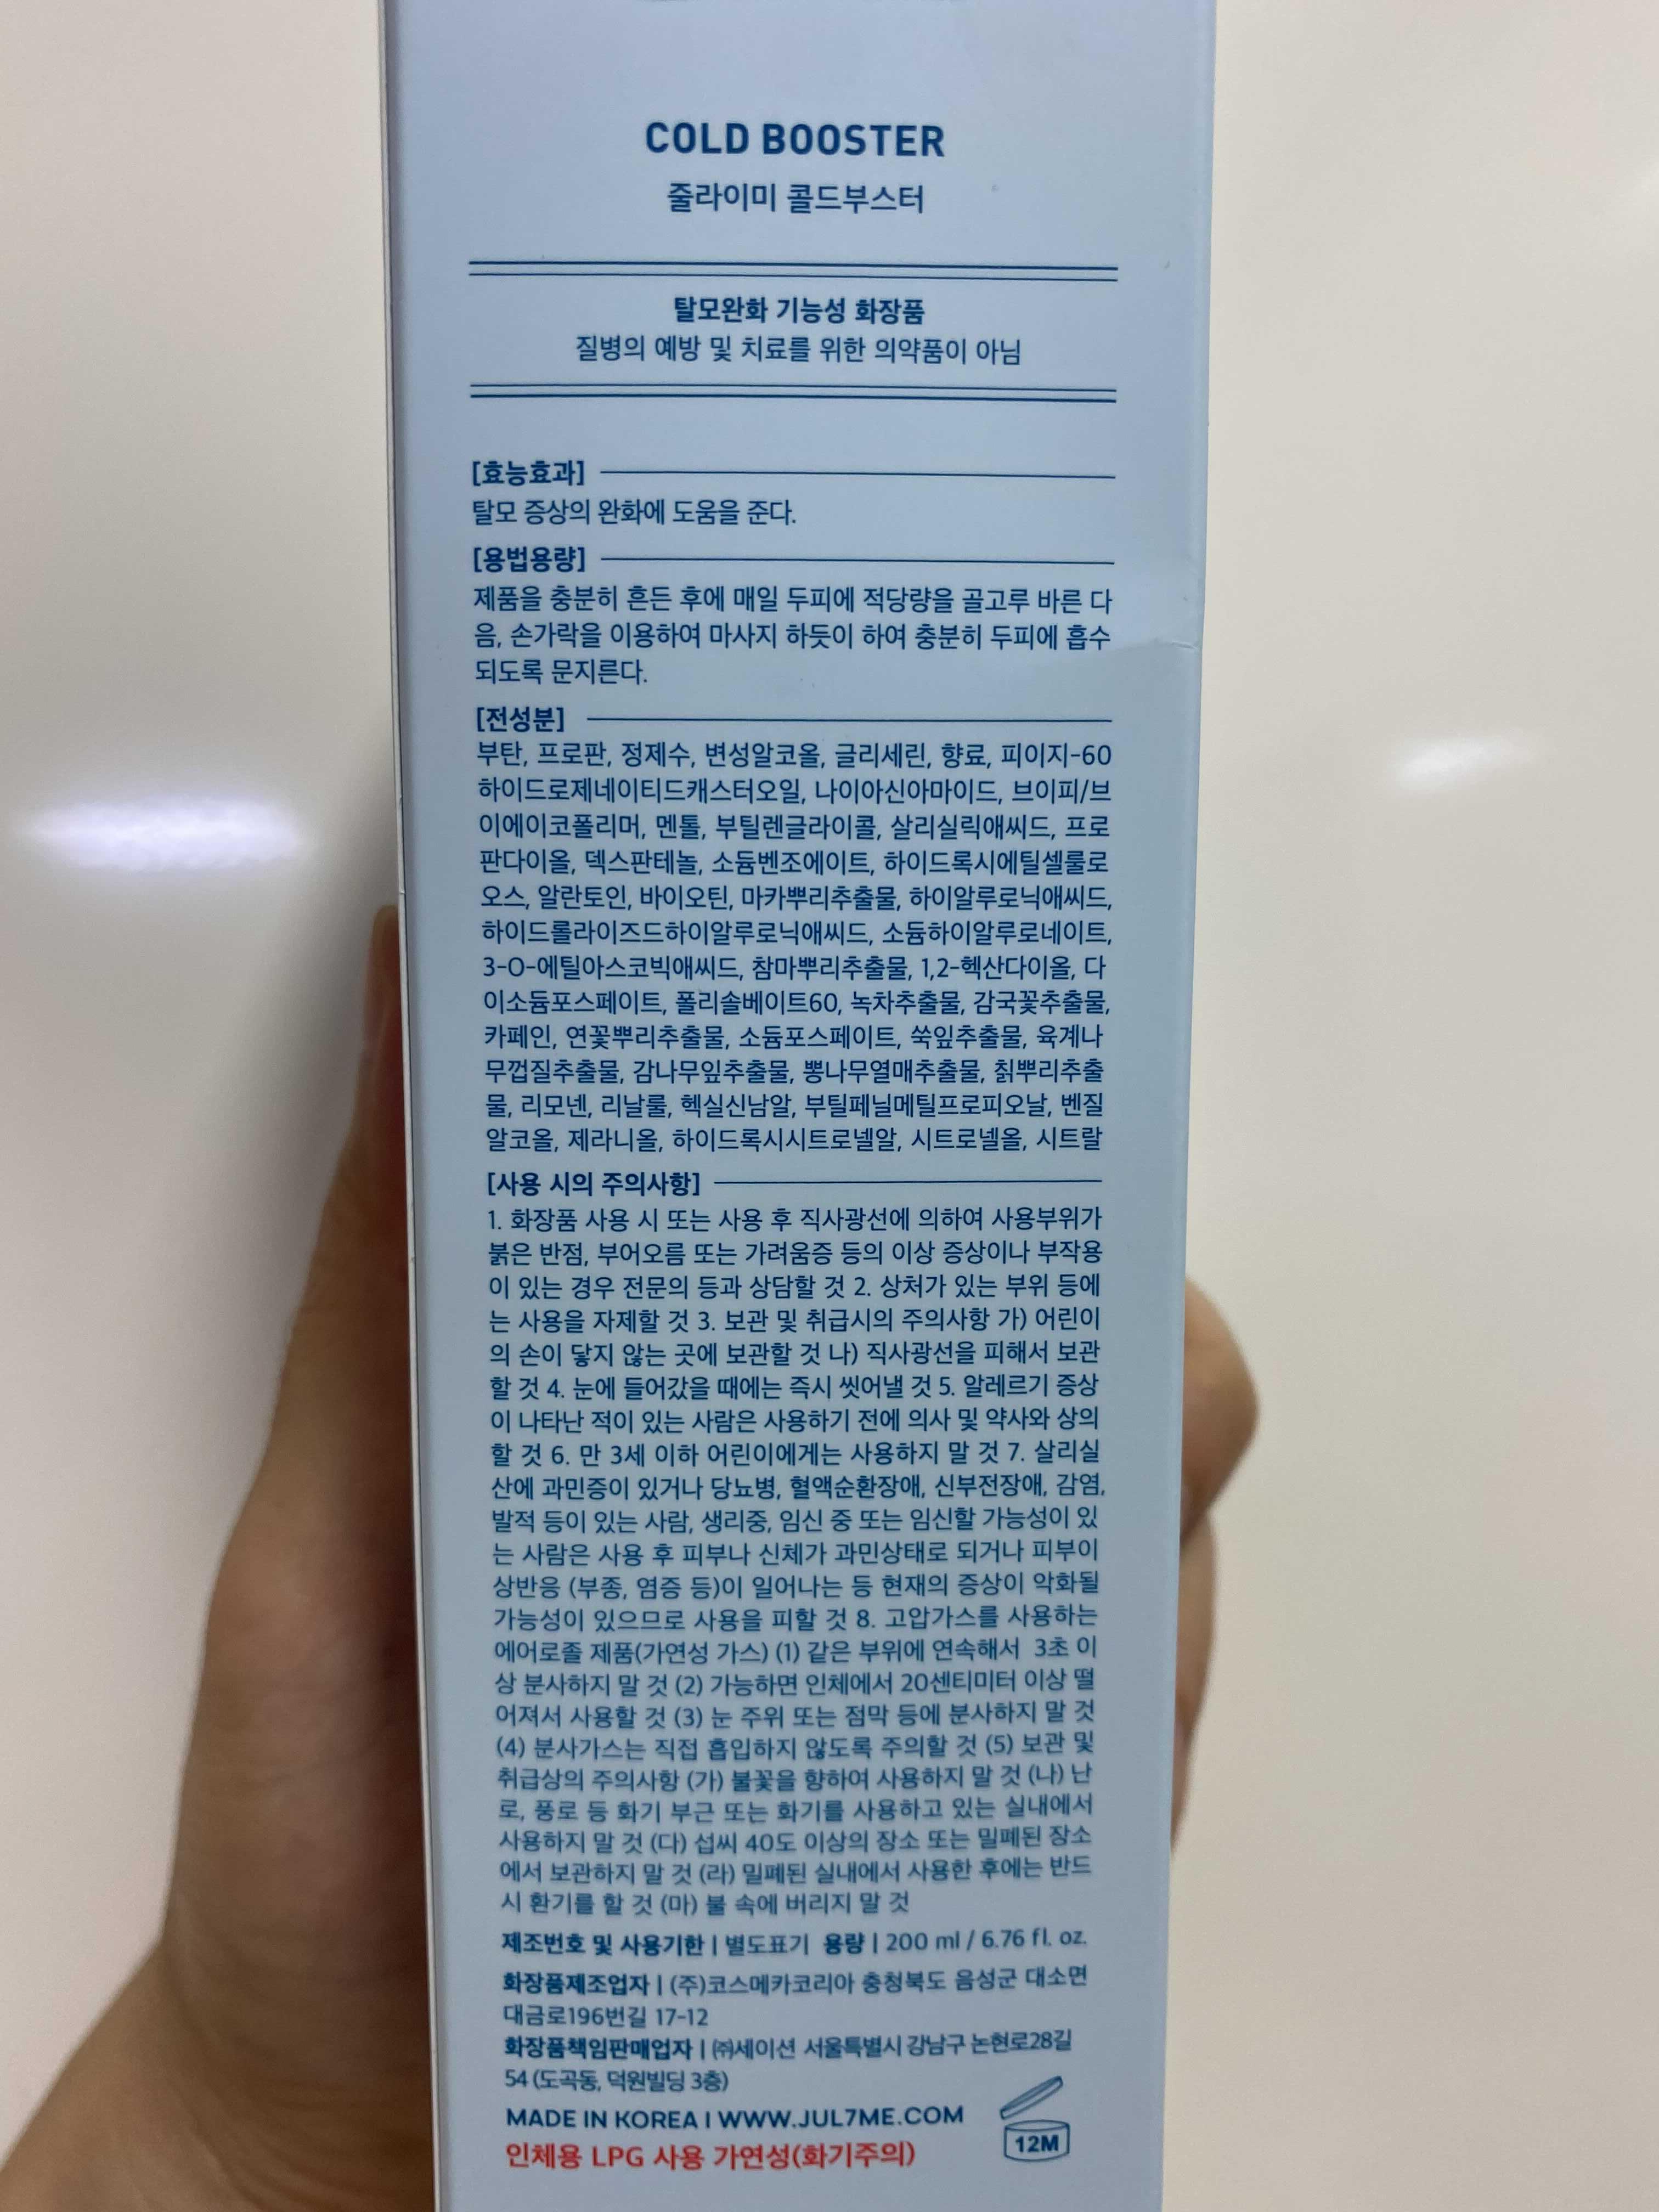 COLD BOOSTER
줄라이미 콜드부스터
탈모완화 기능성 화장품
질병의 예방 및 치료를 위한 의약품이 아님
[효능효과]
탈모 증상의 완화에 도움을 준다.
[용법용량]
제품을 충분히 흔든 후에 매일 두피에 적당량을 골고루 바른 다
음, 손가락을 이용하여 마사지 하듯이 하여 충분히 두피에 흡수
되도록 문지른다.
[전성분]
부탄, 프로판, 정제수, 변성알코올, 글리세린, 향료, 피이지-60
하이드로제네이티드캐스터오일, 나이아신아마이드, 브이피/브
이에이코폴리머, 멘톨, 부틸렌글라이콜, 살리실릭애씨드, 프로
판다이올, 덱스판테놀, 소듐벤조에이트, 하이드록시에틸셀룰로
오스, 알란토인, 바이오틴, 마카뿌리추출물, 하이알루로닉애씨드,
하이드롤라이즈드하이알루로닉애씨드, 소듐하이알루로네이트,
3-O-에틸아스코빅애씨드, 참마뿌리추출물, 1,2-헥산다이올, 다
이소듐포스페이트, 폴리솔베이트60, 녹차추출물, 감국꽃추출물,
카페인, 연꽃뿌리추출물, 소듐포스페이트, 쑥잎추출물, 육계나
무껍질추출물, 감나무잎추출물, 뽕나무열매추출물, 칡뿌리추출
물, 리모넨, 리날룰, 헥실신남알, 부틸페닐메틸프로피오날, 벤질
알코올, 제라니올, 하이드록시시트로넬알, 시트로넬올, 시트랄
[사용 시의 주의사항]
1. 화장품 사용 시 또는 사용 후 직사광선에 의하여 사용부위가
붉은 반점, 부어오름 또는 가려움증 등의 이상 증상이나 부작용
이 있는 경우 전문의 등과 상담할 것 2. 상처가 있는 부위 등에
는 사용을 자제할 것 3. 보관 및 취급시의 주의사항 가) 어린이
의 손이 닿지 않는 곳에 보관할 것 나) 직사광선을 피해서 보관
할 것 4. 눈에 들어갔을 때에는 즉시 씻어낼 것 5. 알레르기 증상
이 나타난 적이 있는 사람은 사용하기 전에 의사 및 약사와 상의
할 것 6. 만 3세 이하 어린이에게는 사용하지 말 것 7. 살리실
산에 과민증이 있거나 당뇨병, 혈액순환장애, 신부전장애, 감염,
발적 등이 있는 사람, 생리중, 임신 중 또는 임신할 가능성이 있
는 사람은 사용 후 피부나 신체가 과민상태로 되거나 피부이
상반응 (부종, 염증 등)이 일어나는 등 현재의 증상이 악화될
가능성이 있으므로 사용을 피할 것 8. 고압가스를 사용하는
에어로졸 제품(가연성 가스) (1) 같은 부위에 연속해서 3초 이
상 분사하지 말 것 (2) 가능하면 인체에서 20센티미터 이상 떨
어져서 사용할 것 (3) 눈 주위 또는 점막 등에 분사하지 말 것
(4) 분사가스는 직접 흡입하지 않도록 주의할 것 (5) 보관 및
취급상의 주의사항 (가) 불꽃을 향하여 사용하지 말 것 (나) 난
로, 풍로 등 화기 부근 또는 화기를 사용하고 있는 실내에서
사용하지 말 것 (다) 섭씨 40도 이상의 장소 또는 밀폐된 장소
에서 보관하지 말 것 (라) 밀폐된 실내에서 사용한 후에는 반드
시 환기를 할 것 (마) 불 속에 버리지 말 것
제조번호 및 사용기한 | 별도표기 용량 | 200 ml / 6.76 fl. oz.
화장품제조업자 | (주)코스메카코리아 충청북도 음성군 대소면
대금로196번길 17-12
화장품책임판매업자 | ㈜세이션 서울특별시 강남구 논현로28길
54 (도곡동, 덕원빌딩 3층)
MADE IN KOREA I WWW.JUL7ME.COM
12M
인체용 LPG 사용 가연성(화기주의)